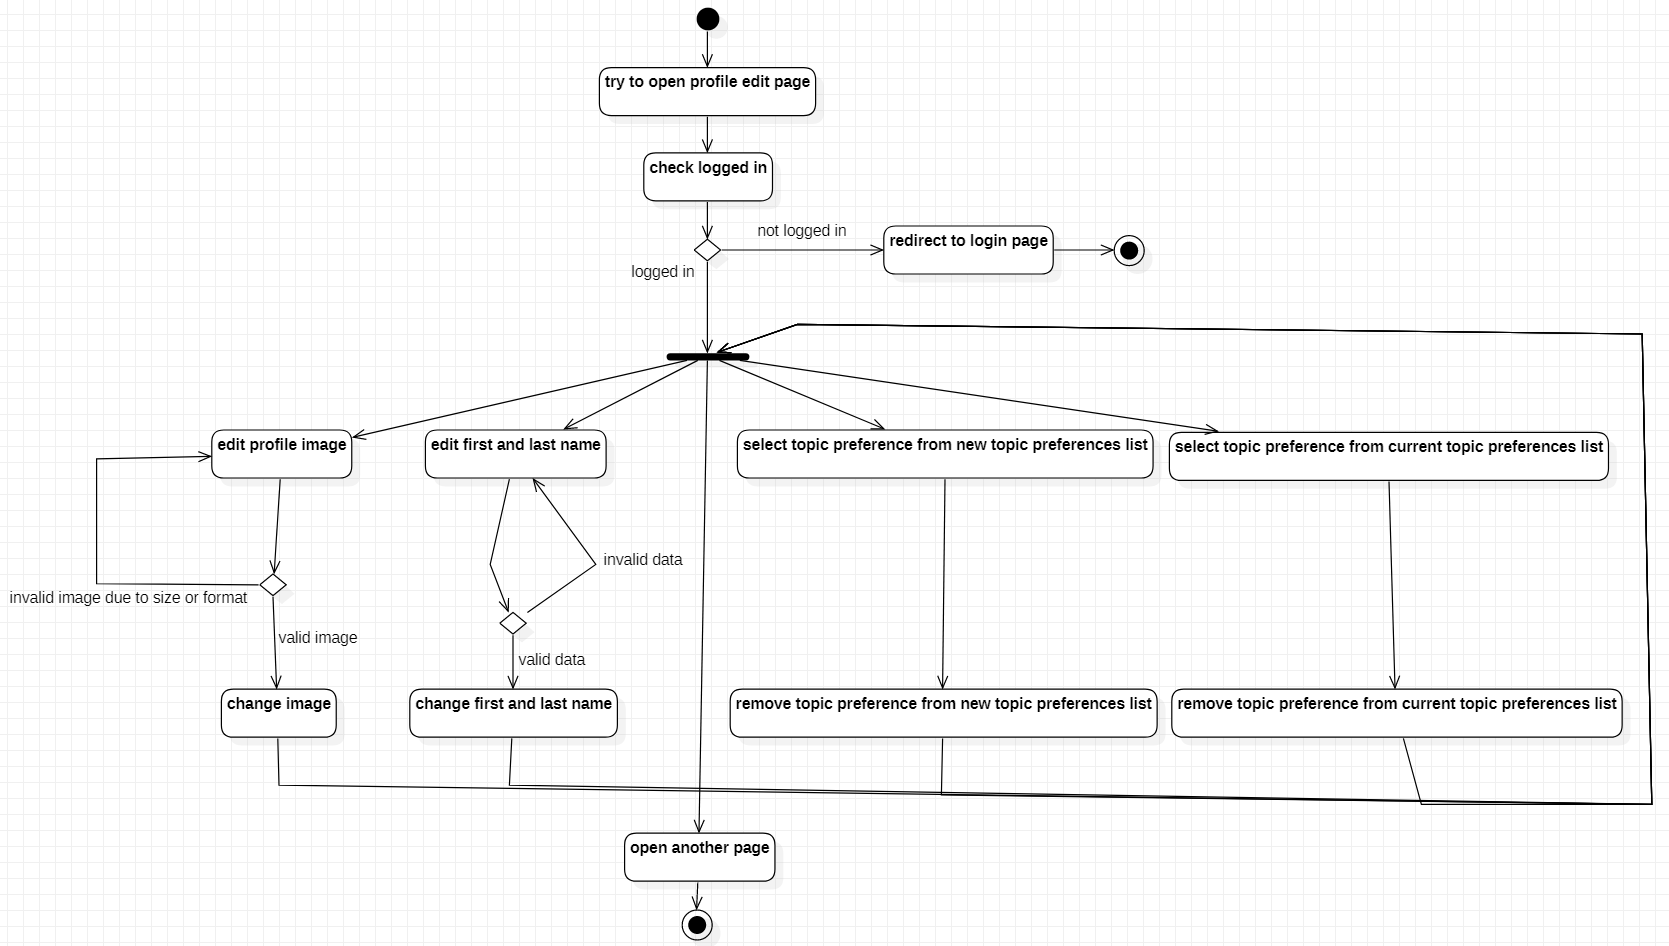 try to open profile edit page
check logged in
not logged in
redirect to login page
logged in
edit profile image
edit first and last name
select topic preference from new topic preferences list
select topic preference from current topic preferences list
invalid data
invalid image due to size or format
valid image
valid data
change image
change first and last name
remove topic preference from new topic preferences list
remove topic preference from current topic preferences list
open another page